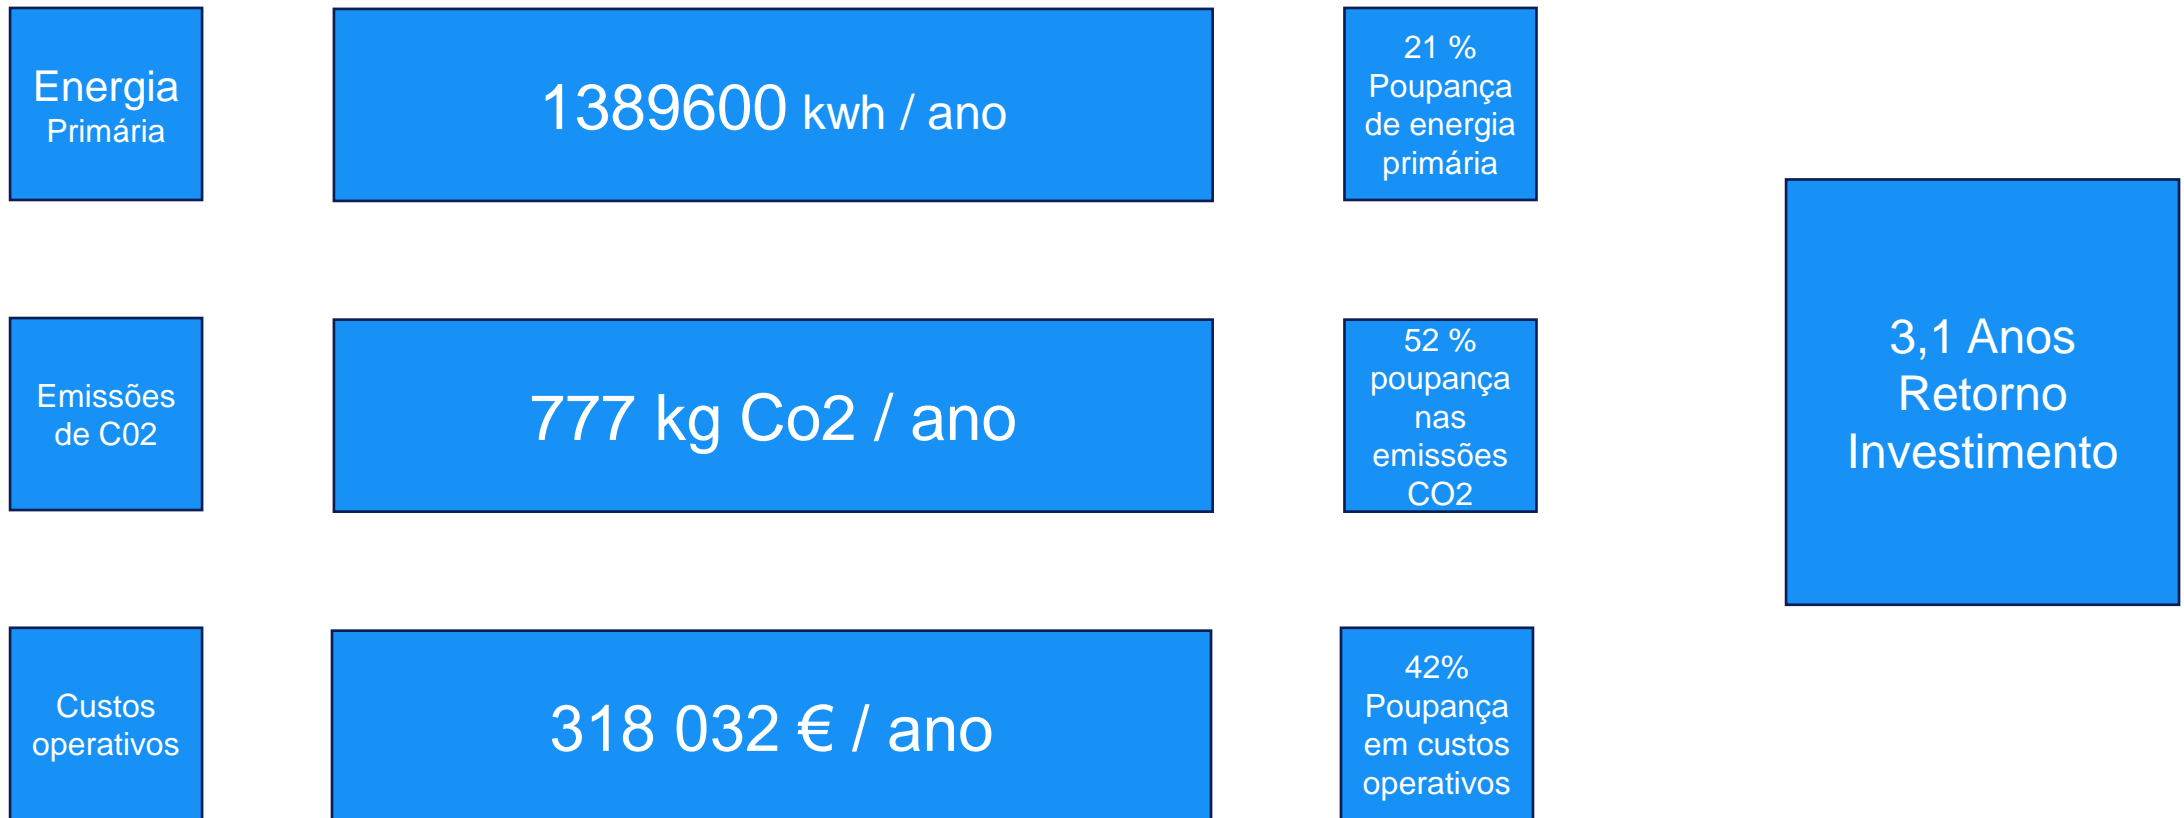 Energia
Primária
1389600 kwh / ano
21 %
Poupança
de energia
primária
Emissões
de C02
777 kg Co2 / ano
52 %
poupança
nas
emissões
CO2
3,1 Anos
Retorno
Investimento
Custos
operativos
318 032 € / ano
42%
Poupança
em custos
operativos